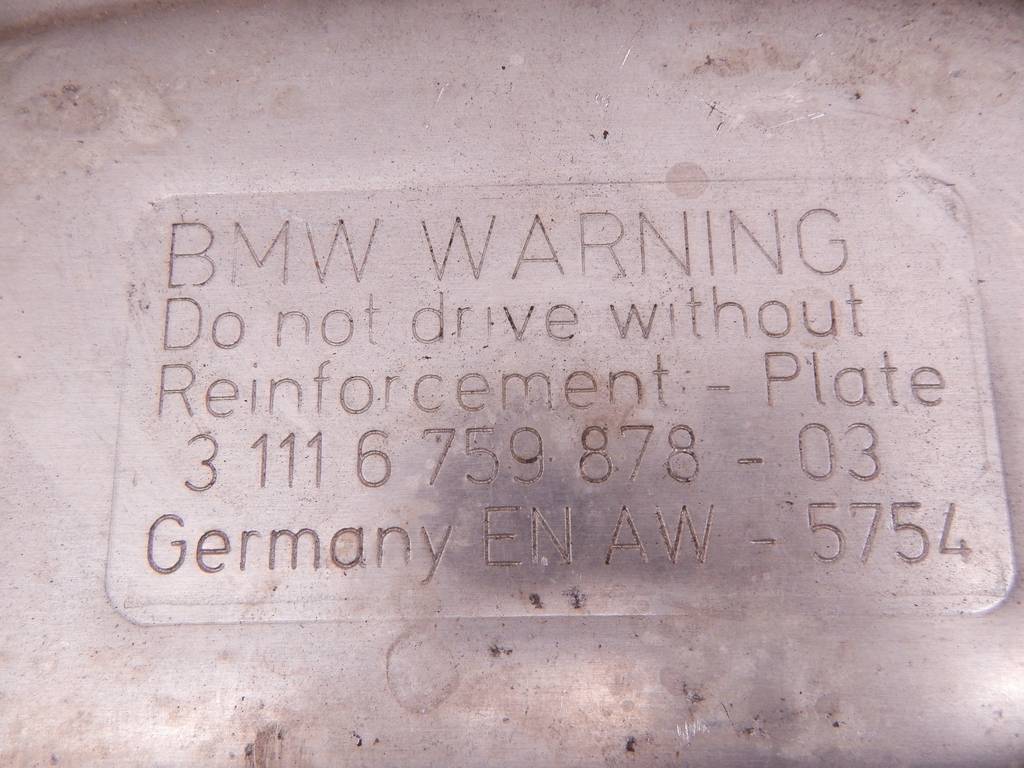 BMW WARNING
Do not drive without
Reinforcement - Plate
3 111 6 759 878 - 03
Germany EN AW - 5754